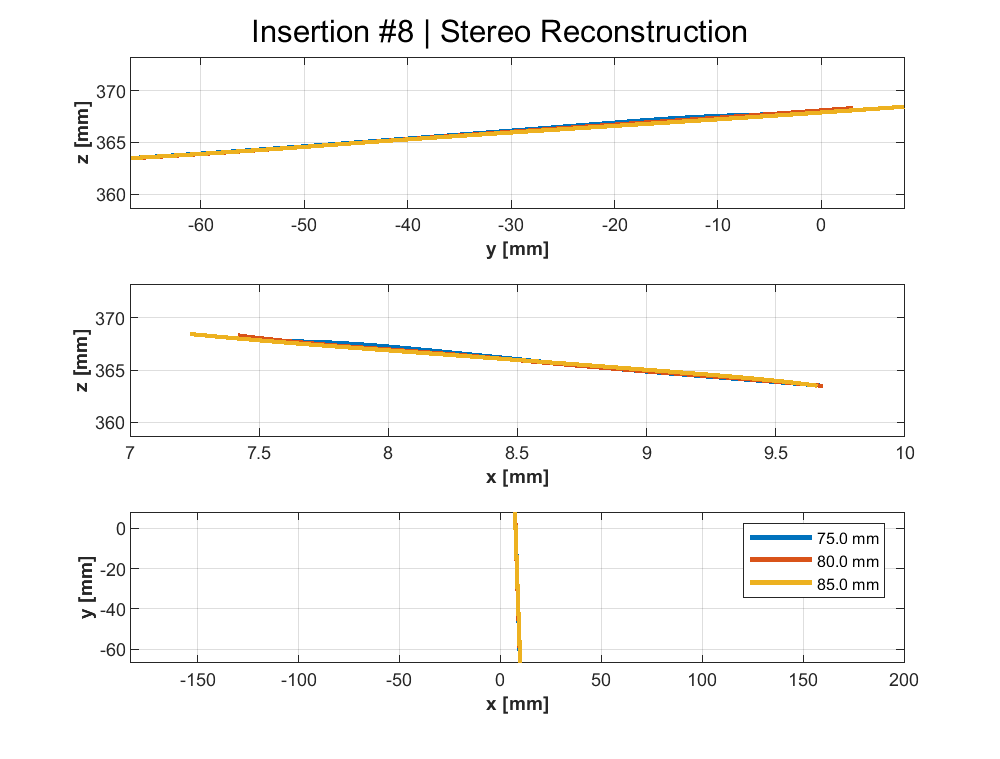 Insertion #8 | Stereo Reconstruction
370
365
360
z [mm]
-60 -50 -40 -30 -20 -10 0
y [mm]
370
365
360
z [mm]
7 7.5 8 8.5 9 9.5 10
x [mm]
0
-20
-40
-60
y [mm]
75.0 mm
80.0 mm
85.0 mm
-150 -100 -50 0 50 100 150 200
x [mm]